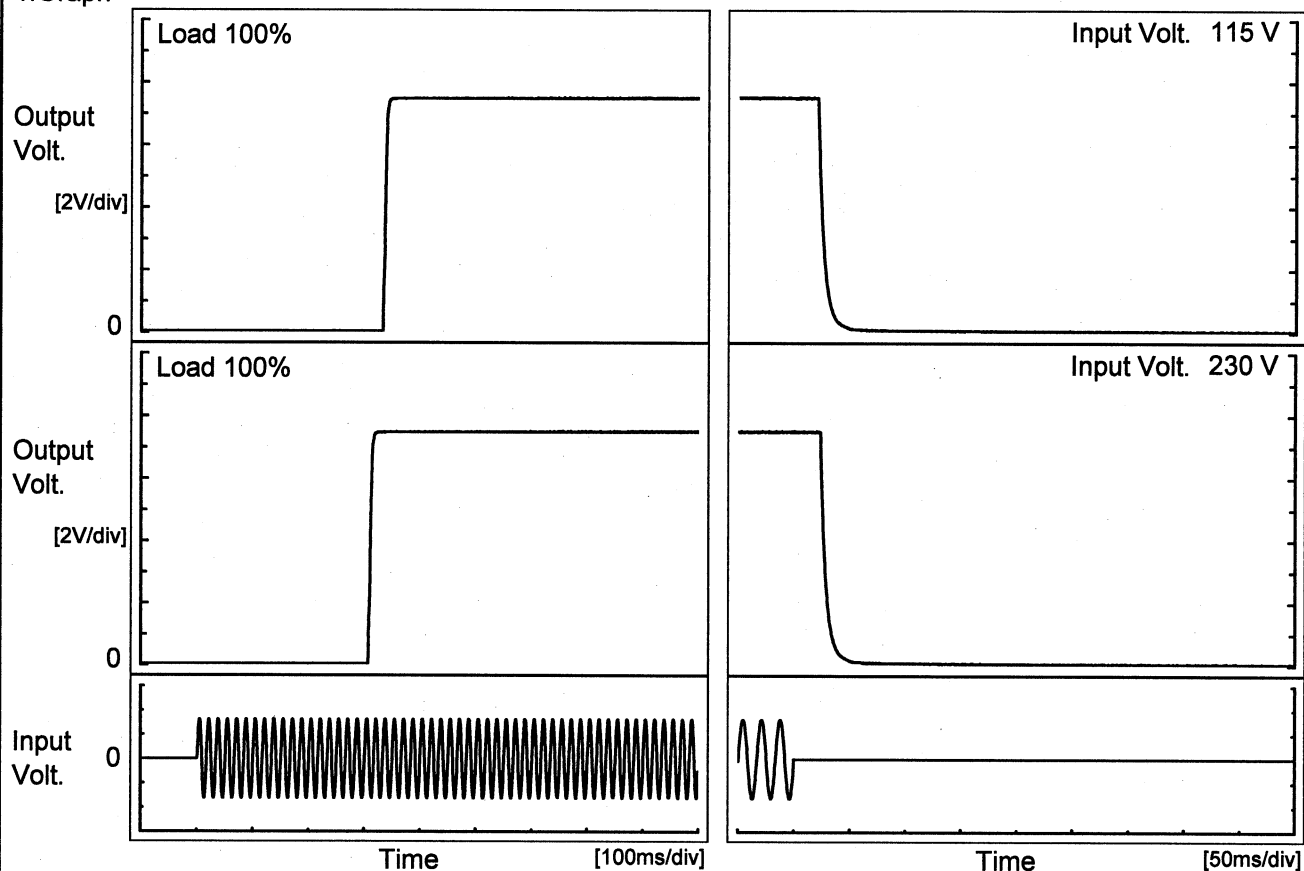 Load 100%
Input Volt. 115 V
Output
Volt.
[2V/div]
0
Load 100%
Input Volt. 230 V
Output
Volt.
[2V/div]
0
Input
Volt.
0
Time
[100ms/div]
Time
[50ms/div]